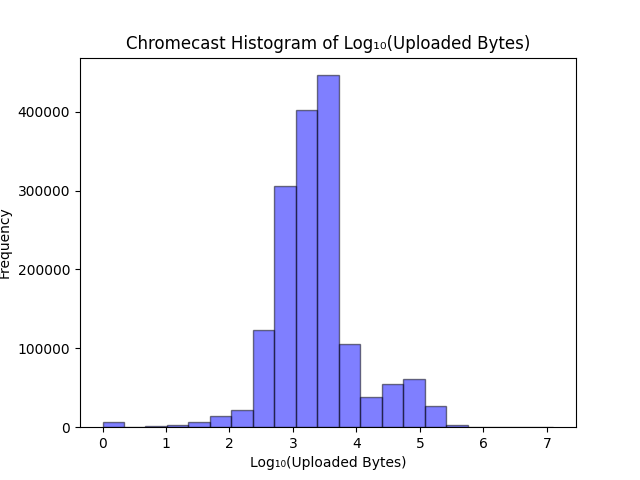 Chromecast Histogram of Log₁₀(Uploaded Bytes)
Frequency
400000
300000
200000
100000
0
0 1 2 3 4 5 6 7
Log₁₀(Uploaded Bytes)